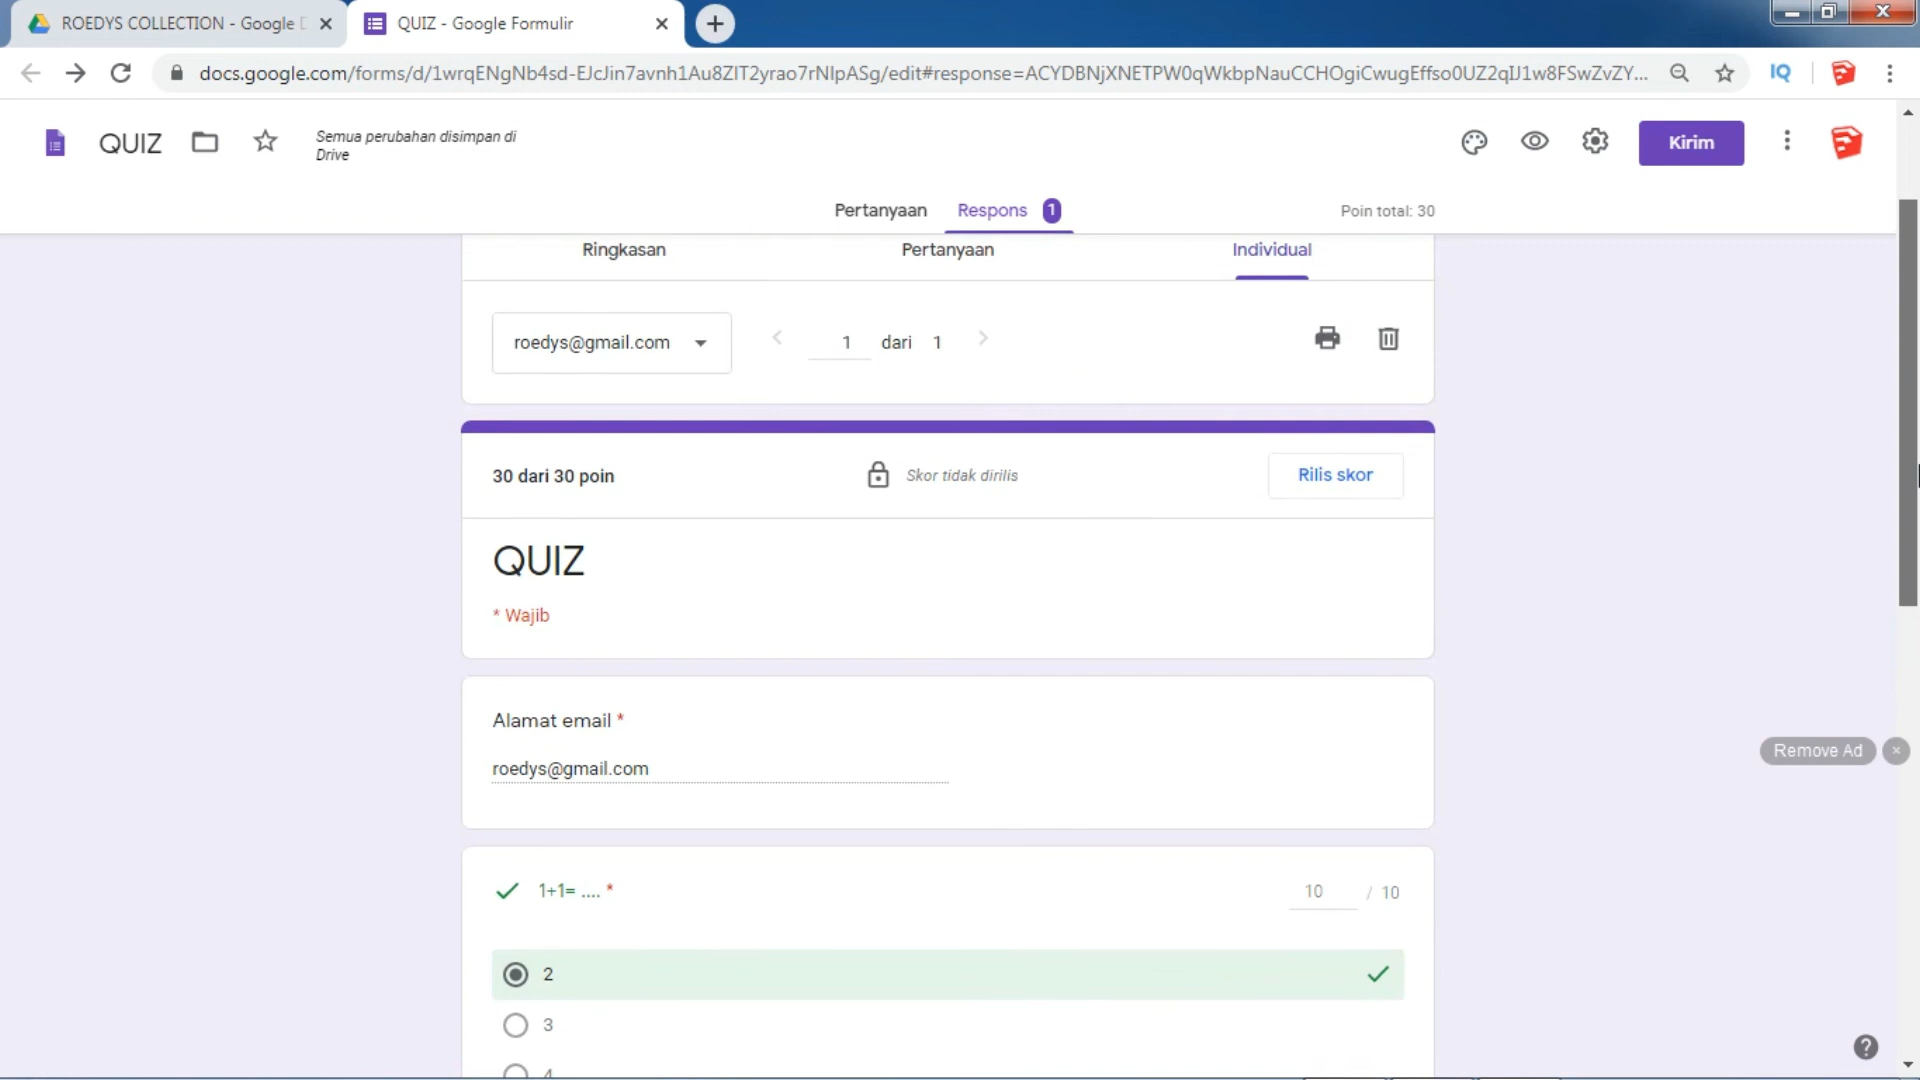 ROEDYS COLLECTION - Google
QUIZ - Google Formulir
docs.google.com/forms/d/1wrqENgNb4sd-EJcJin7avnh1Au8ZIT2yrao7rNIpASg/edit#response=ACYDBNjXNETPW0qWkbpNauCCHOgiCwugEffso0UZ2qIJ1w8FSwZvZY...
IQ
QUIZ
Semua perubahan disimpan di
Drive
Kirim
Pertanyaan
Respons 1
Poin total: 30
Ringkasan
Pertanyaan
Individual
roedys@gmail.com
1 dari 1
30 dari 30 poin
Skor tidak dirilis
Rilis skor
QUIZ
* Wajib
Alamat email *
roedys@gmail.com
Remove Ad
1+1= .... *
10 / 10
2
3
4